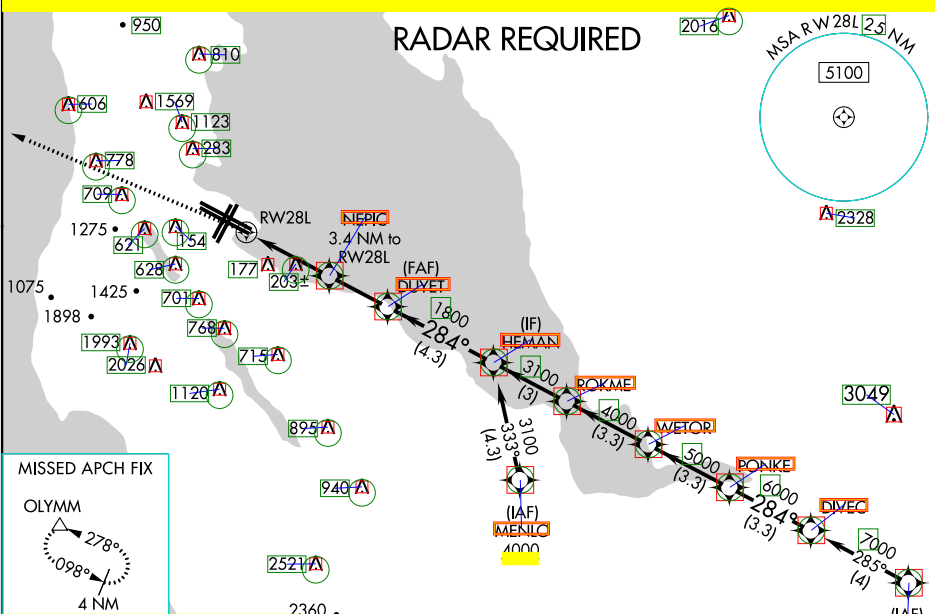 RADAR REQUIRED
950
810
2016
MSA RW 28L 25 NM
5100
606
1569
1123
283
778
709
RW28L
NEPIC
3.4 NM to
RW28L
2328
1275
621
154
628
177
203±
(FAF)
DUYET
1075
1425
701
1898
768
1800
284°
(4.3)
(IF)
HEMAN
1993
2026
715
3100
(3)
ROKME
1120
4000
(3.3)
3049
895
3100
333°
(4.3)
WETOR
5000
(3.3)
PONKE
MISSED APCH FIX
940
6000
284°
(3.3)
DIVEC
OLYMM
278°
098°
4 NM
(IAF)
MENLO
4000
7000
285°
(4)
2521
2360
(IAF)